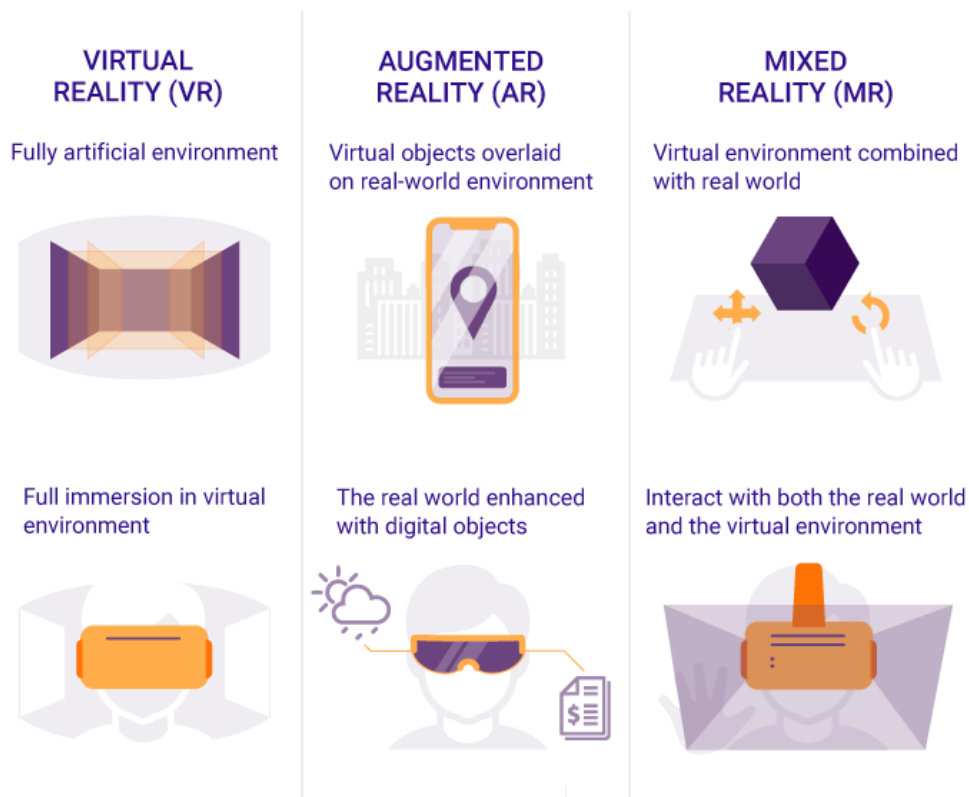 VIRTUAL
REALITY (VR)
Fully artificial environment
Full immersion in virtual
environment
AUGMENTED
REALITY (AR)
Virtual objects overlaid
on real-world environment
The real world enhanced
with digital objects
$
MIXED
REALITY (MR)
Virtual environment combined
with real world
Interact with both the real world
and the virtual environment